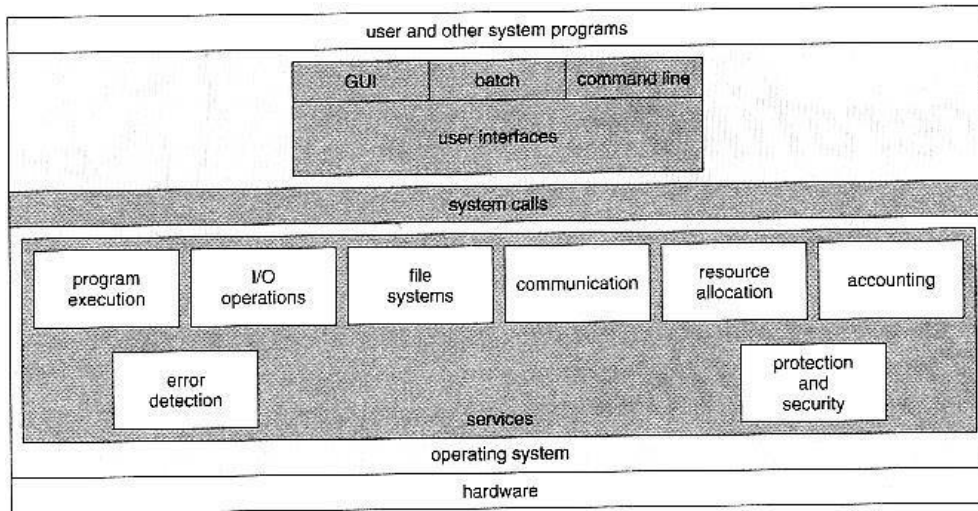 user and other system programs
GUI
batch
command line
user interfaces
system calls
program
execution
I/O
operations
file
systems
communication
resource
allocation
accounting
error
detection
protection
and
security
services
operating system
hardware